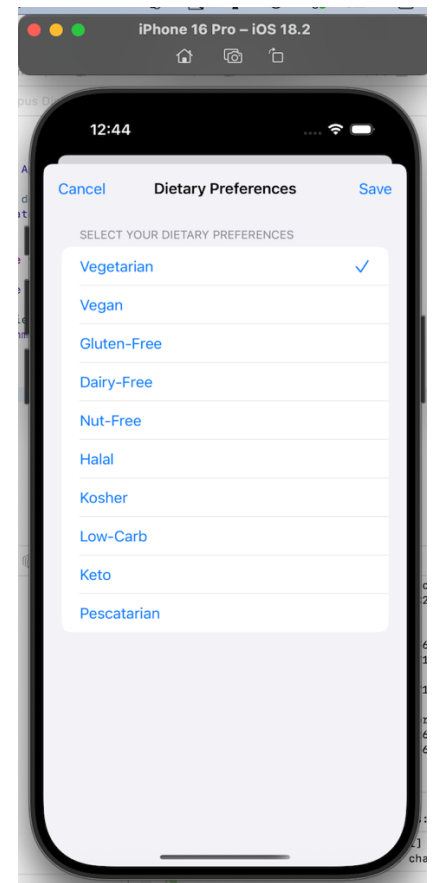 iPhone 16 Pro – iOS 18.2
12:44
Cancel Dietary Preferences Save
SELECT YOUR DIETARY PREFERENCES
Vegetarian
Vegan
Gluten-Free
Dairy-Free
Nut-Free
Halal
Kosher
Low-Carb
Keto
Pescatarian